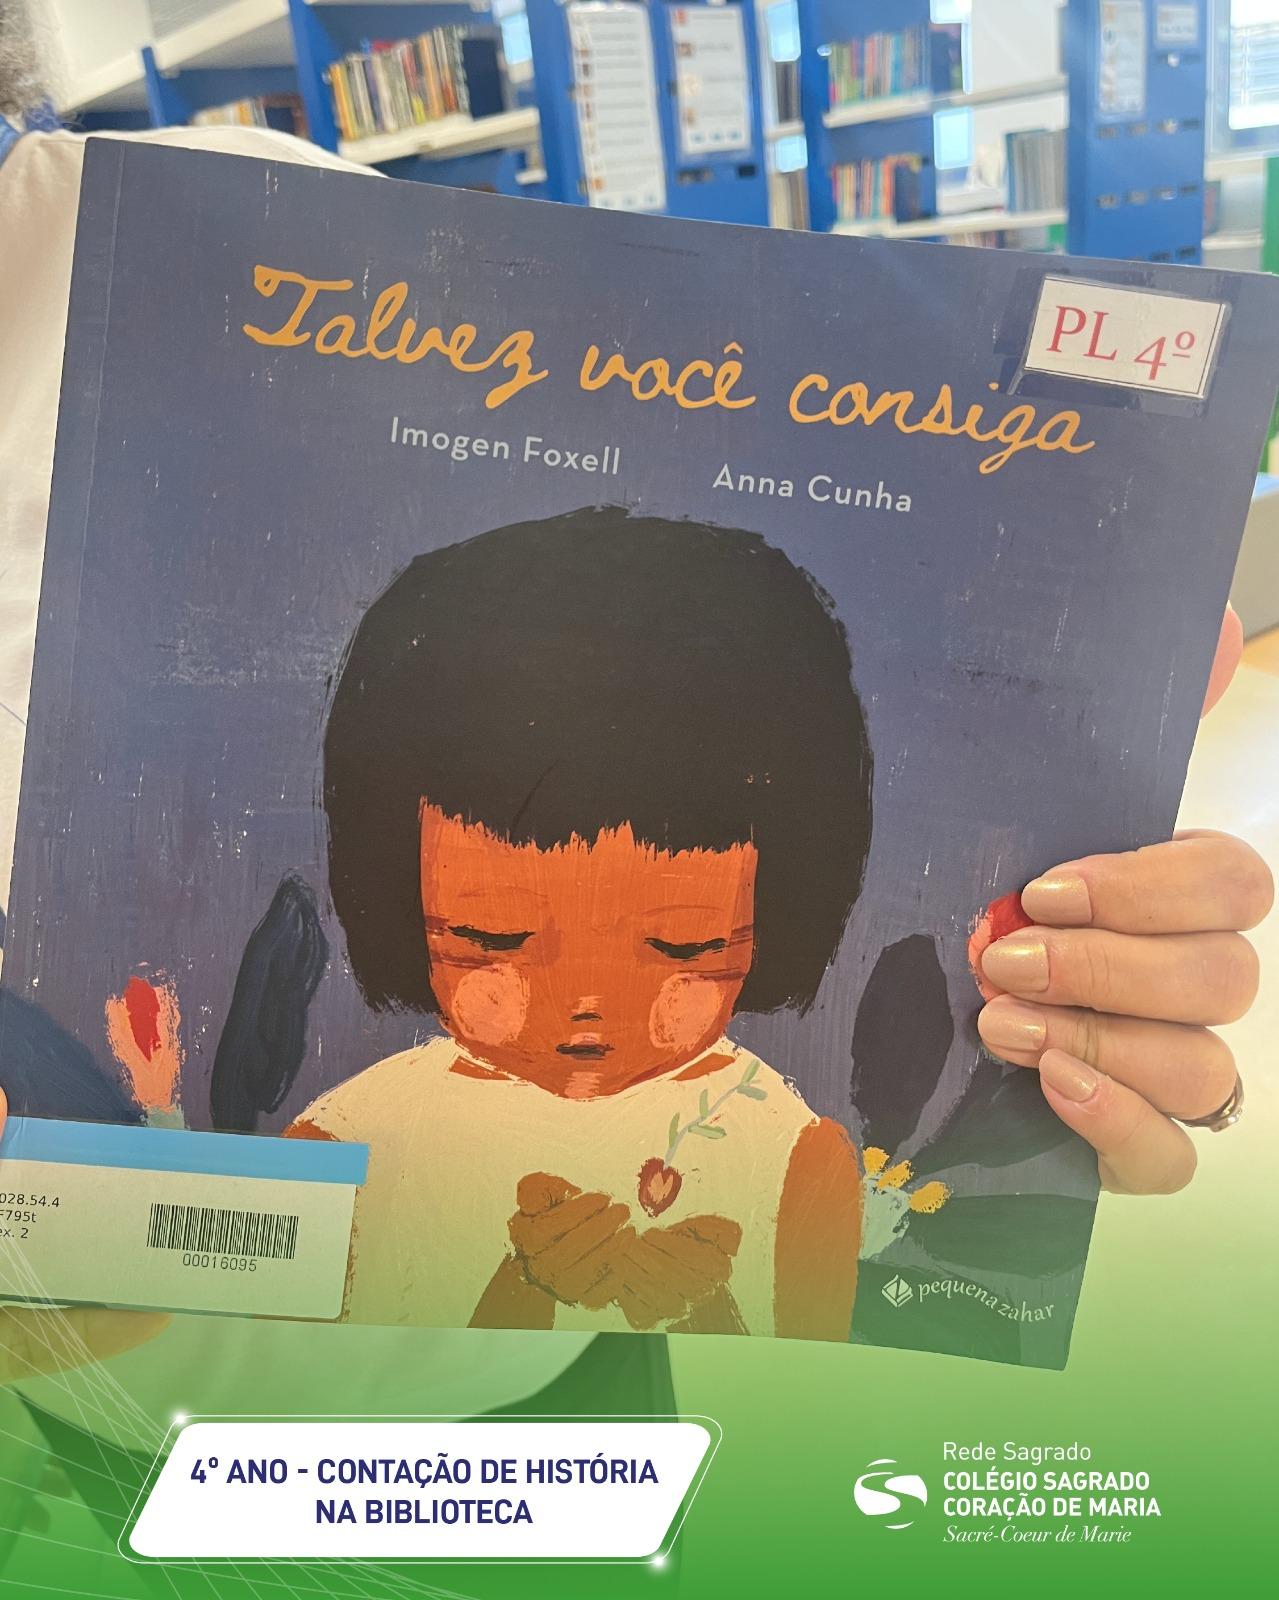 Talvez você consiga
PL 4º
Imogen Foxell
Anna Cunha
028.54.4
F795t
ex. 2
00016095
pequena zahar
4º ANO - CONTAÇÃO DE HISTÓRIA
NA BIBLIOTECA
Rede Sagrado
COLÉGIO SAGRADO
CORAÇÃO DE MARIA
Sacré-Coeur de Marie